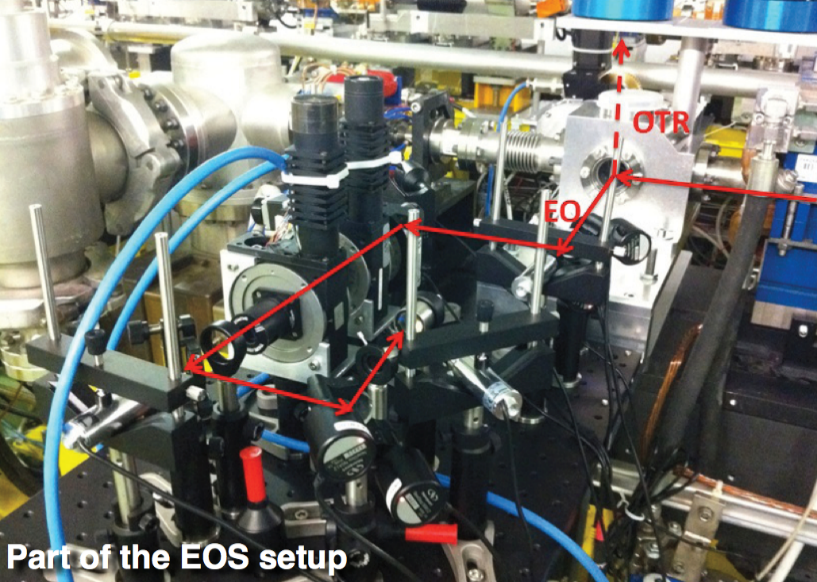 OTR
EO
Part of the EOS setup